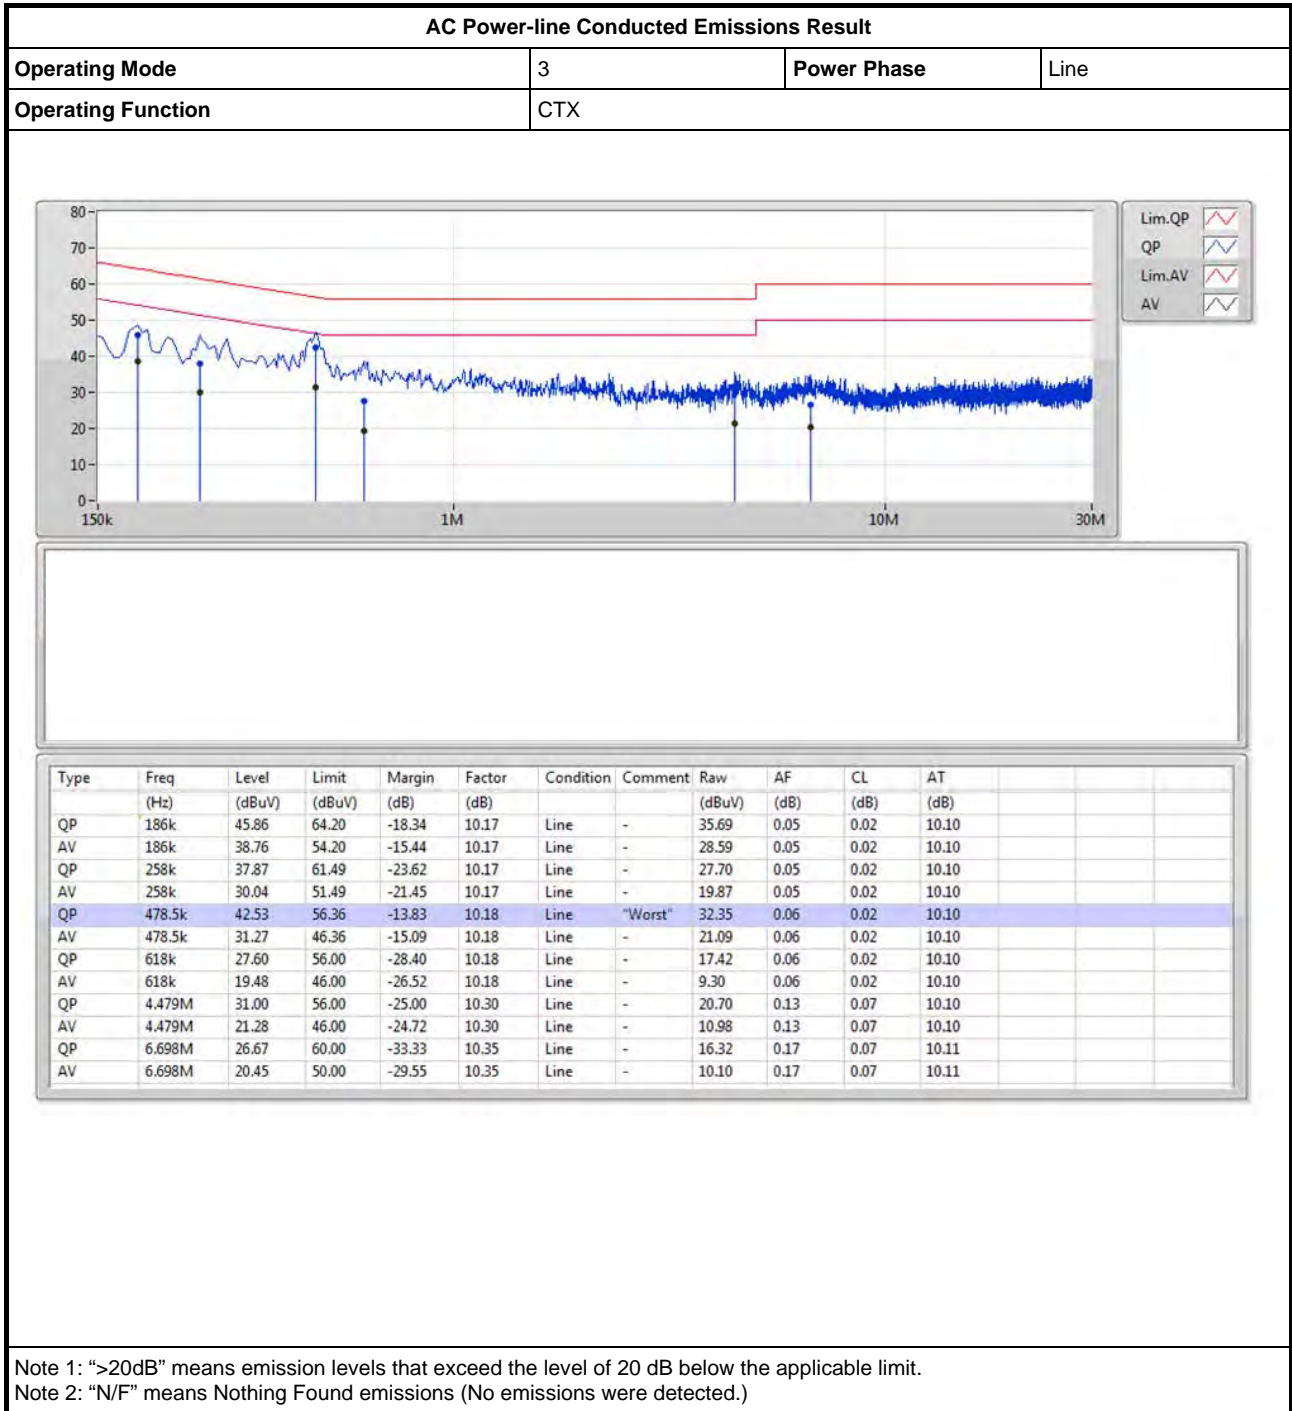 AC Power-line Conducted Emissions Result
Operating Mode 3 Power Phase Line
Operating Function CTX
80
70
60
50
40
30
20
10
0
150k 1M 10M 30M
Lim.QP
QP
Lim.AV
AV
Type Freq Level Limit Margin Factor Condition Comment Raw AF CL AT
(Hz) (dBuV) (dBuV) (dB) (dB) (dBuV) (dB) (dB) (dB)
QP 186k 45.86 64.20 -18.34 10.17 Line - 35.69 0.05 0.02 10.10
AV 186k 38.76 54.20 -15.44 10.17 Line - 28.59 0.05 0.02 10.10
QP 258k 37.87 61.49 -23.62 10.17 Line - 27.70 0.05 0.02 10.10
AV 258k 30.04 51.49 -21.45 10.17 Line - 19.87 0.05 0.02 10.10
QP 478.5k 42.53 56.36 -13.83 10.18 Line "Worst" 32.35 0.06 0.02 10.10
AV 478.5k 31.27 46.36 -15.09 10.18 Line - 21.09 0.06 0.02 10.10
QP 618k 27.60 56.00 -28.40 10.18 Line - 17.42 0.06 0.02 10.10
AV 618k 19.48 46.00 -26.52 10.18 Line - 9.30 0.06 0.02 10.10
QP 4.479M 31.00 56.00 -25.00 10.30 Line - 20.70 0.13 0.07 10.10
AV 4.479M 21.28 46.00 -24.72 10.30 Line - 10.98 0.13 0.07 10.10
QP 6.698M 26.67 60.00 -33.33 10.35 Line - 16.32 0.17 0.07 10.11
AV 6.698M 20.45 50.00 -29.55 10.35 Line - 10.10 0.17 0.07 10.11
Note 1: “>20dB” means emission levels that exceed the level of 20 dB below the applicable limit.
Note 2: “N/F” means Nothing Found emissions (No emissions were detected.)